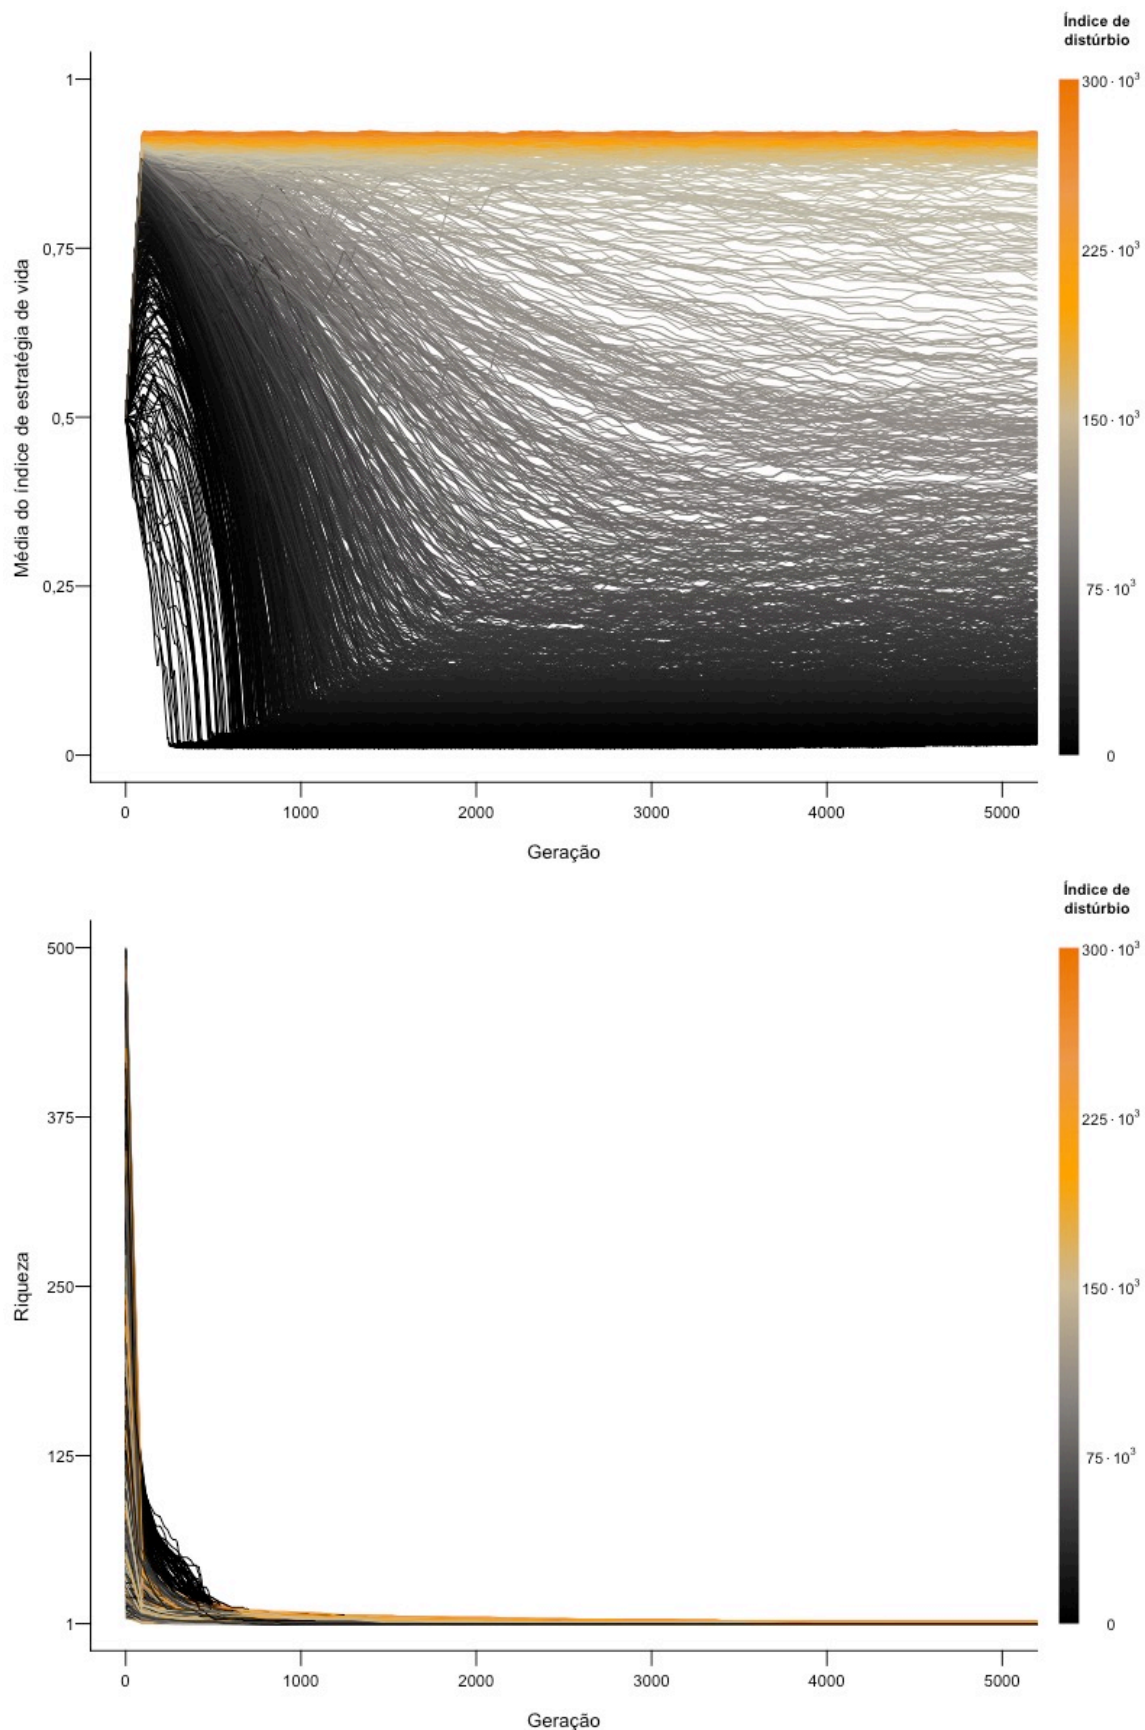 Índice de
distúrbio
300 · 10³
225 · 10³
150 · 10³
75 · 10³
0
Média do índice de estratégia de vida
1
0,75
0,5
0,25
0
0
1000
2000
3000
4000
5000
Geração
Índice de
distúrbio
300 · 10³
225 · 10³
150 · 10³
75 · 10³
0
Riqueza
500
375
250
125
1
0
1000
2000
3000
4000
5000
Geração